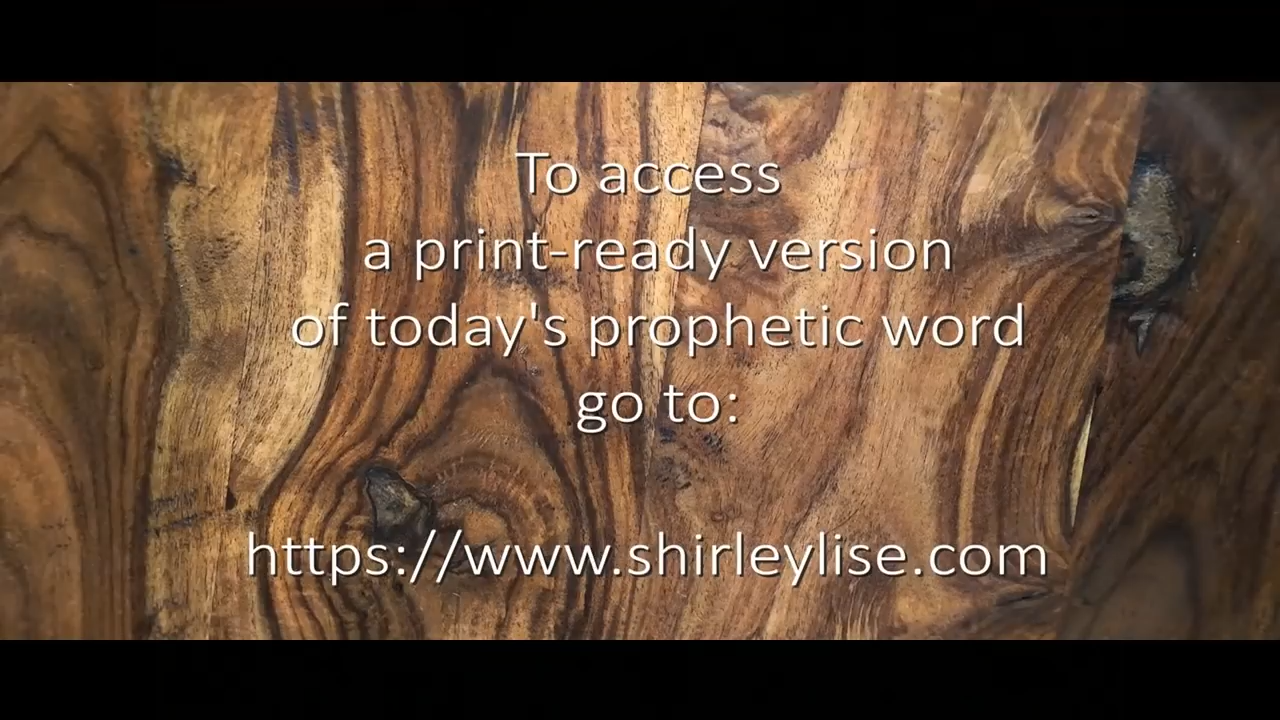 To access
a print-ready version
of today's prophetic word
go to:
https://www.shirleylise.com